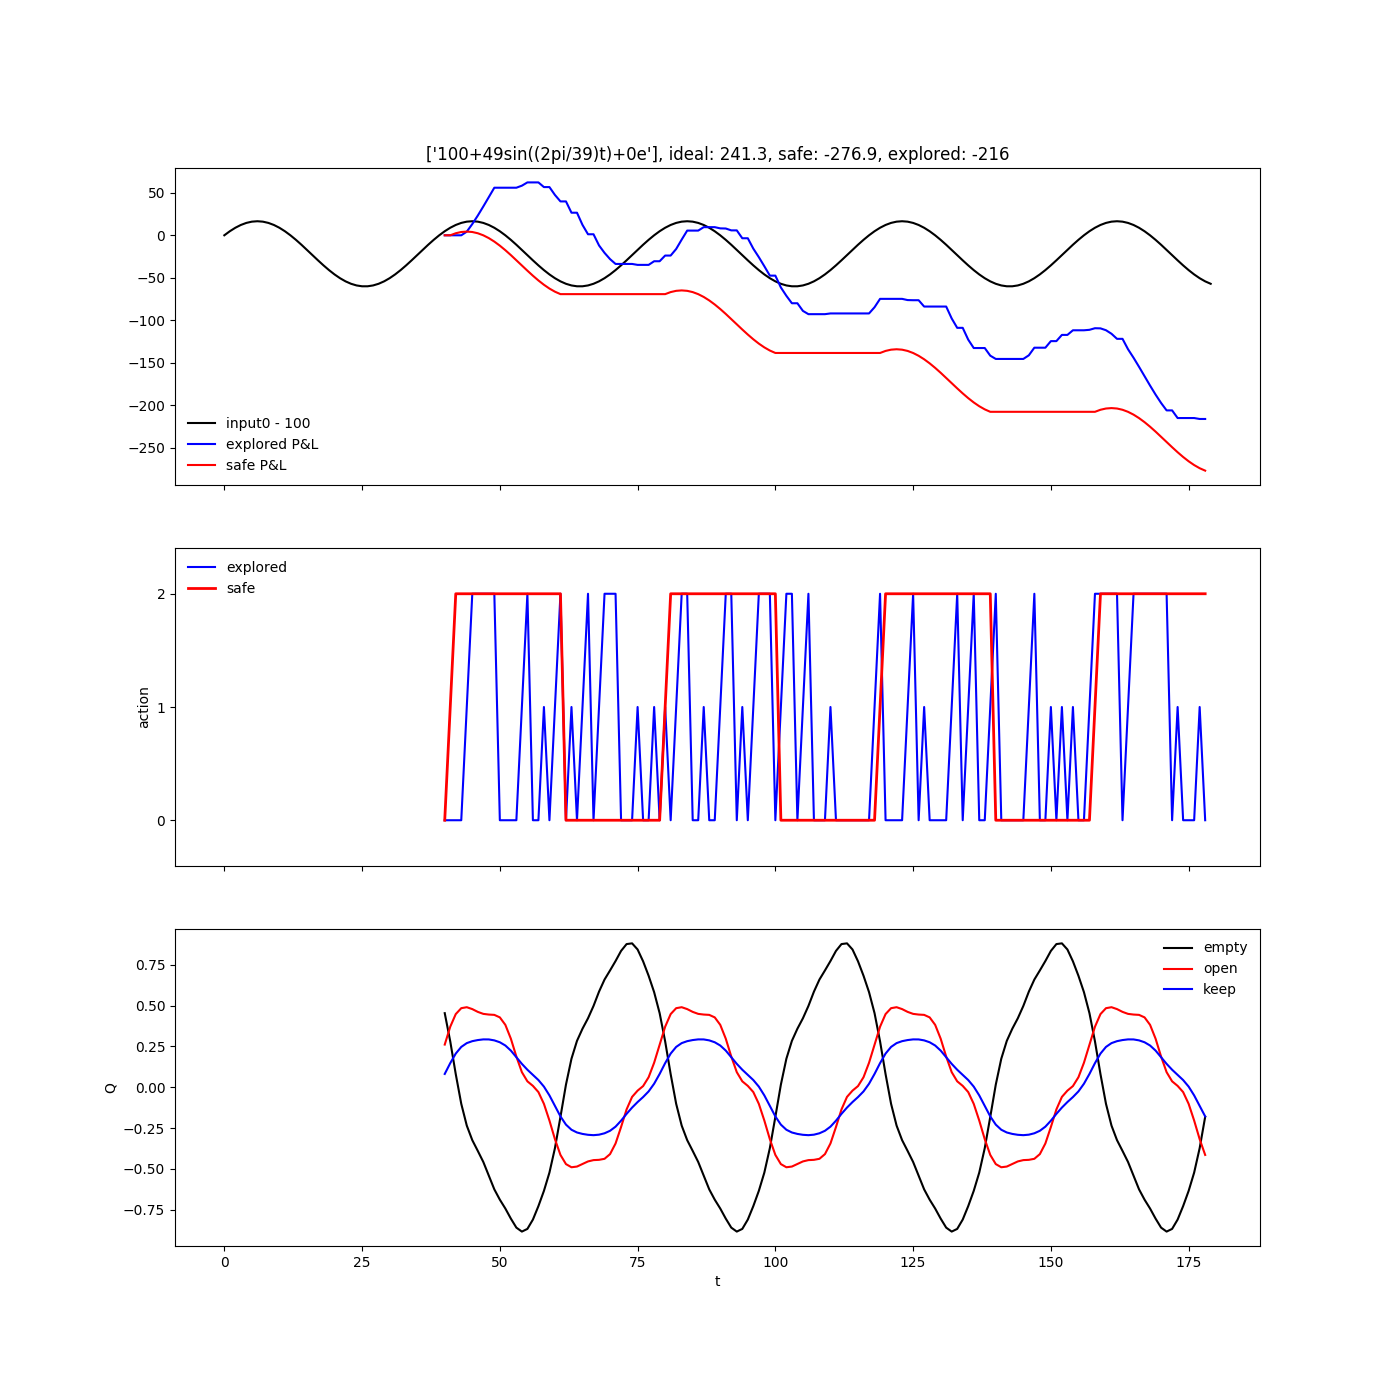 ['100+49sin((2pi/39)t)+0e'], ideal: 241.3, safe: -276.9, explored: -216
50
0
−50
−100
−150
−200
−250
input0 - 100
explored P&L
safe P&L
explored
safe
2
1
0
action
empty
open
keep
0.75
0.50
0.25
0.00
−0.25
−0.50
−0.75
Q
0 25 50 75 100 125 150 175
t